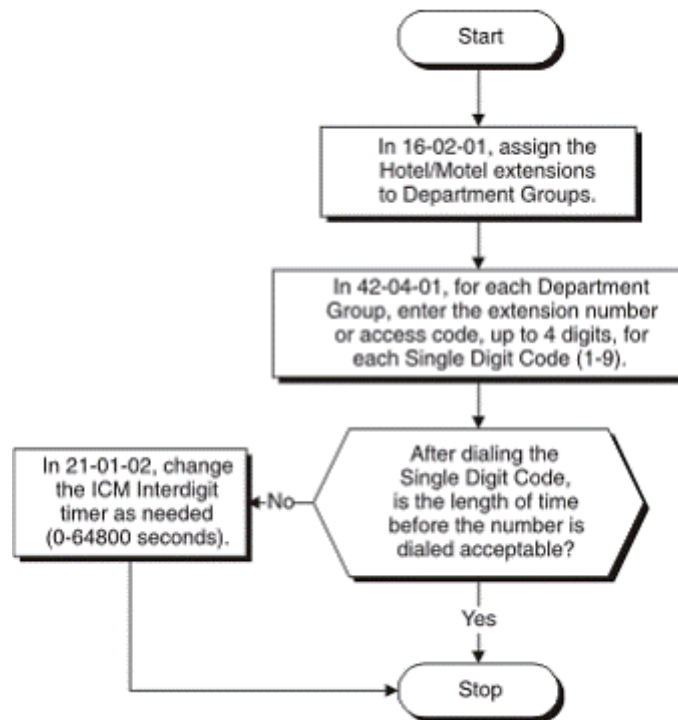 Start
In 16-02-01, assign the
Hotel/Motel extensions
to Department Groups.
In 42-04-01, for each Department
Group, enter the extension number
or access code, up to 4 digits, for
each Single Digit Code (1-9).
After dialing the
Single Digit Code,
is the length of time
before the number is
dialed acceptable?
No
In 21-01-02, change
the ICM Interdigit
timer as needed
(0-64800 seconds).
Yes
Stop